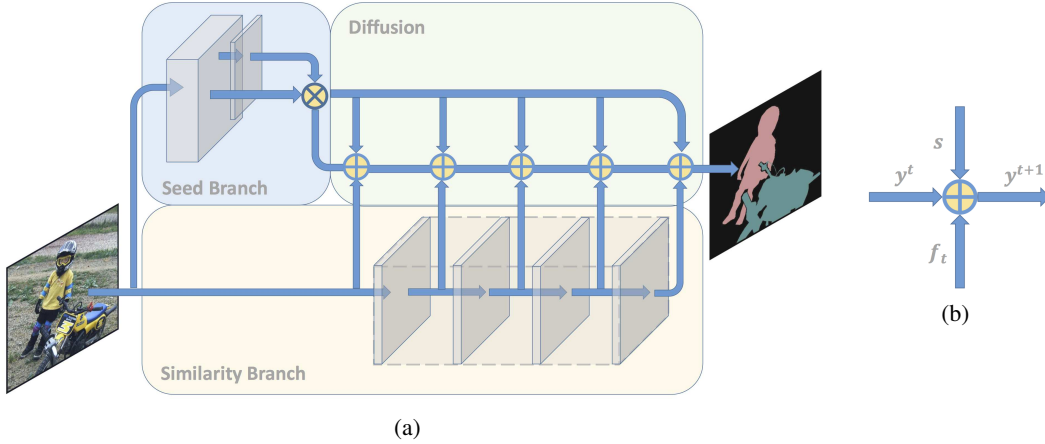 Diffusion
Seed Branch
Similarity Branch
(a)
s
y^t
y^{t+1}
f_t
(b)